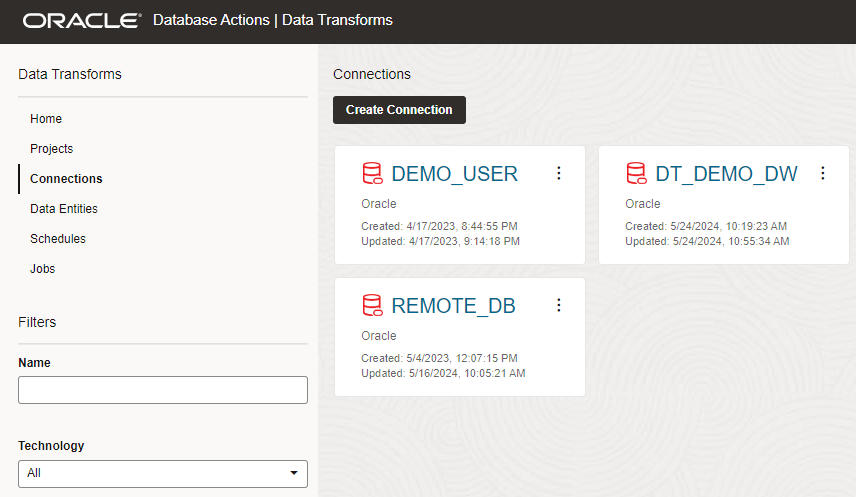 ORACLE® Database Actions | Data Transforms
Data Transforms
Home
Projects
Connections
Data Entities
Schedules
Jobs
Filters
Name
Technology
All
Connections
Create Connection
DEMO_USER
Oracle
Created: 4/17/2023, 8:44:55 PM
Updated: 4/17/2023, 9:14:18 PM
DT_DEMO_DW
Oracle
Created: 5/24/2024, 10:19:23 AM
Updated: 5/24/2024, 10:55:34 AM
REMOTE_DB
Oracle
Created: 5/4/2023, 12:07:15 PM
Updated: 5/16/2024, 10:05:21 AM